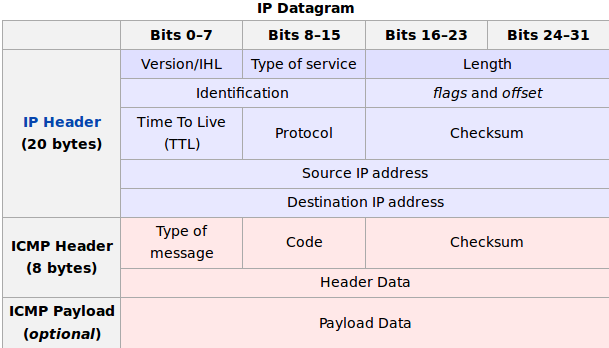 IP Datagram
Bits 0–7 Bits 8–15 Bits 16–23 Bits 24–31
IP Header
(20 bytes)
Version/IHL Type of service Length
Identification flags and offset
Time To Live
(TTL)
Protocol Checksum
Source IP address
Destination IP address
ICMP Header
(8 bytes)
Type of
message
Code Checksum
Header Data
ICMP Payload
(optional)
Payload Data